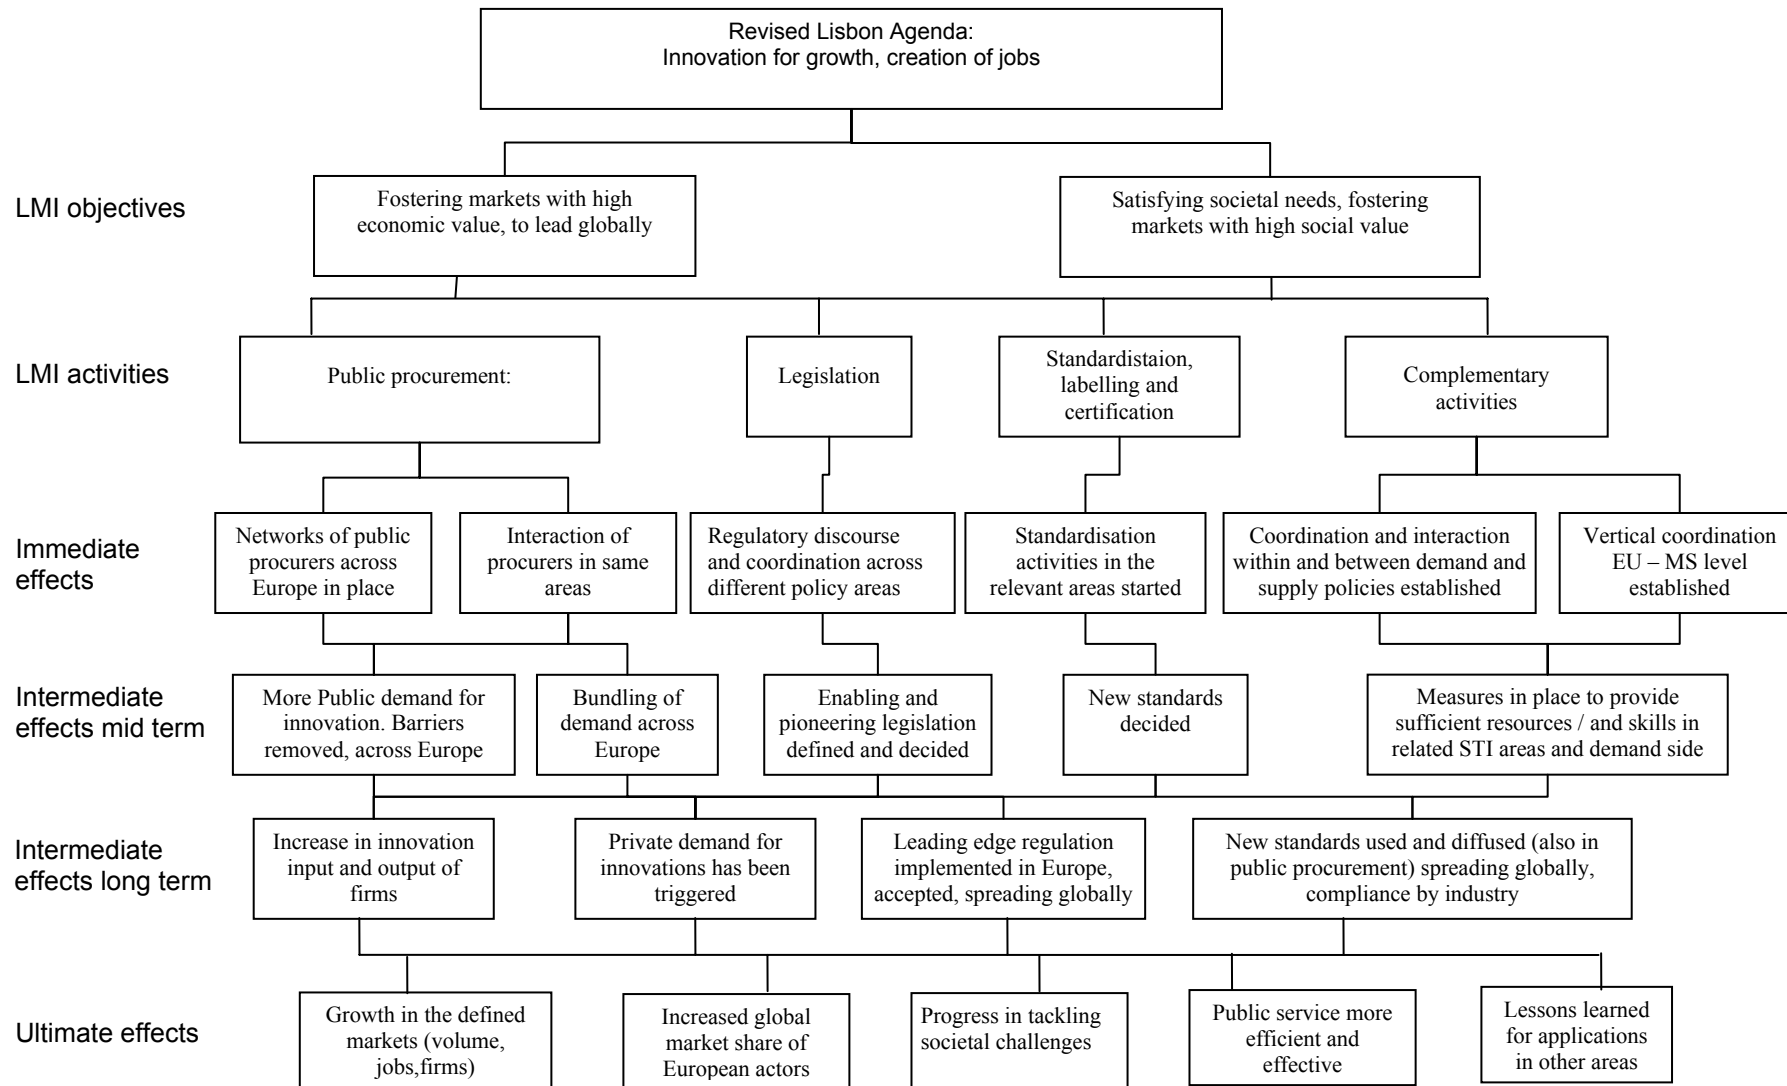 Revised Lisbon Agenda:
Innovation for growth, creation of jobs
LMI objectives
Fostering markets with high
economic value, to lead globally
Satisfying societal needs, fostering
markets with high social value
LMI activities
Public procurement:
Legislation
Standardistaion,
labelling and
certification
Complementary
activities
Immediate
effects
Networks of public
procurers across
Europe in place
Interaction of
procurers in same
areas
Regulatory discourse
and coordination across
different policy areas
Standardisation
activities in the
relevant areas started
Coordination and interaction
within and between demand and
supply policies established
Vertical coordination
EU – MS level
established
Intermediate
effects mid term
More Public demand for
innovation. Barriers
removed, across Europe
Bundling of
demand across
Europe
Enabling and
pioneering legislation
defined and decided
New standards
decided
Measures in place to provide
sufficient resources / and skills in
related STI areas and demand side
Intermediate
effects long term
Increase in innovation
input and output of
firms
Private demand for
innovations has been
triggered
Leading edge regulation
implemented in Europe,
accepted, spreading globally
New standards used and diffused (also in
public procurement) spreading globally,
compliance by industry
Ultimate effects
Growth in the defined
markets (volume,
jobs,firms)
Increased global
market share of
European actors
Progress in tackling
societal challenges
Public service more
efficient and
effective
Lessons learned
for applications
in other areas